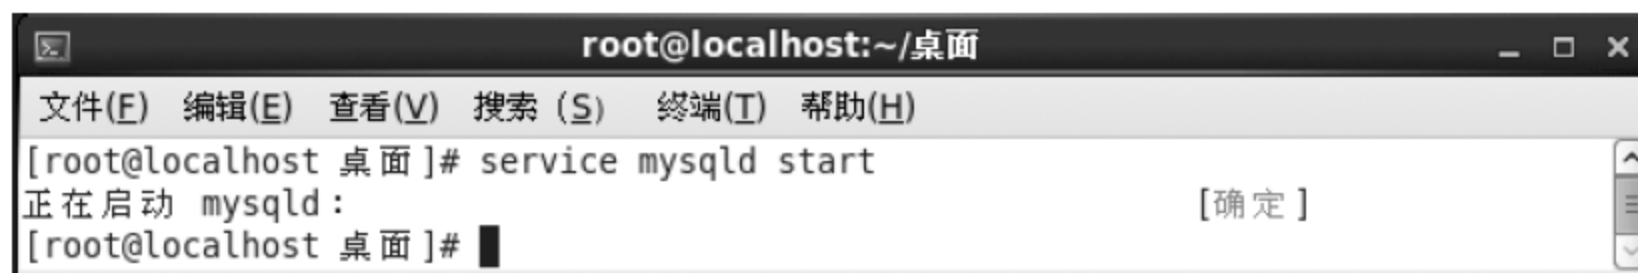 root@localhost:~/桌面
文件(F) 编辑(E) 查看(V) 搜索（S） 终端(T) 帮助(H)
[root@localhost 桌面]# service mysqld start
正在启动 mysqld： [确定]
[root@localhost 桌面]#